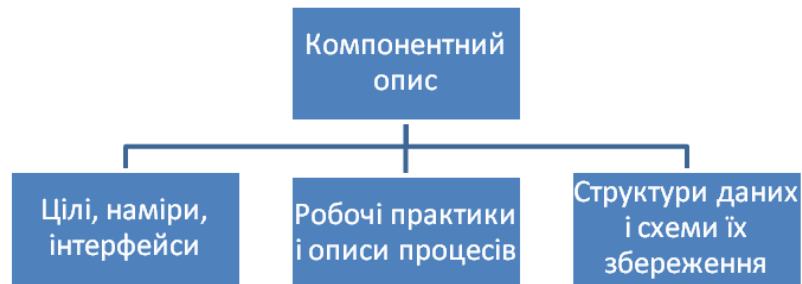 Компонентний
опис
Цілі, наміри,
інтерфейси
Робочі практики
і описи процесів
Структури даних
і схеми їх
збереження